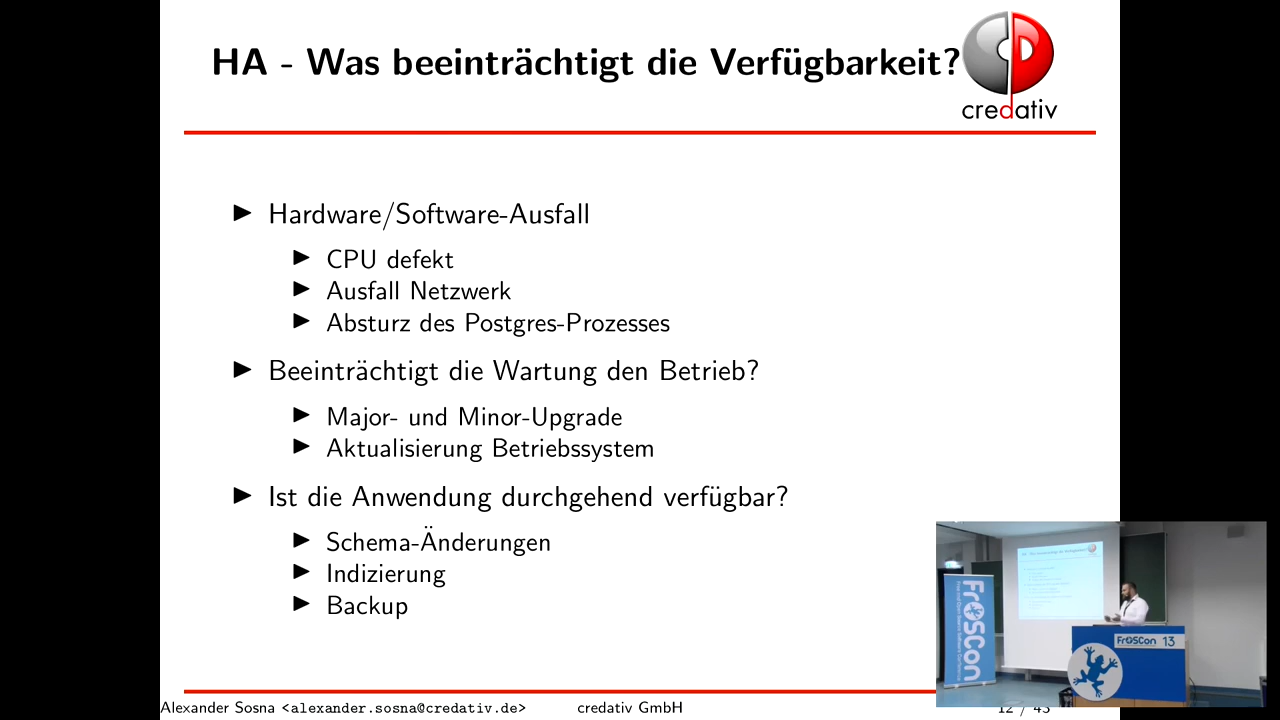 HA - Was beeinträchtigt die Verfügbarkeit?
credativ
▶ Hardware/Software-Ausfall
▶ CPU defekt
▶ Ausfall Netzwerk
▶ Absturz des Postgres-Prozesses
▶ Beeinträchtigt die Wartung den Betrieb?
▶ Major- und Minor-Upgrade
▶ Aktualisierung Betriebssystem
▶ Ist die Anwendung durchgehend verfügbar?
▶ Schema-Änderungen
▶ Indizierung
▶ Backup
FrOSCon
FrOSCon 13
Alexander Sosna <alexander.sosna@credativ.de> credativ GmbH 12 / 43